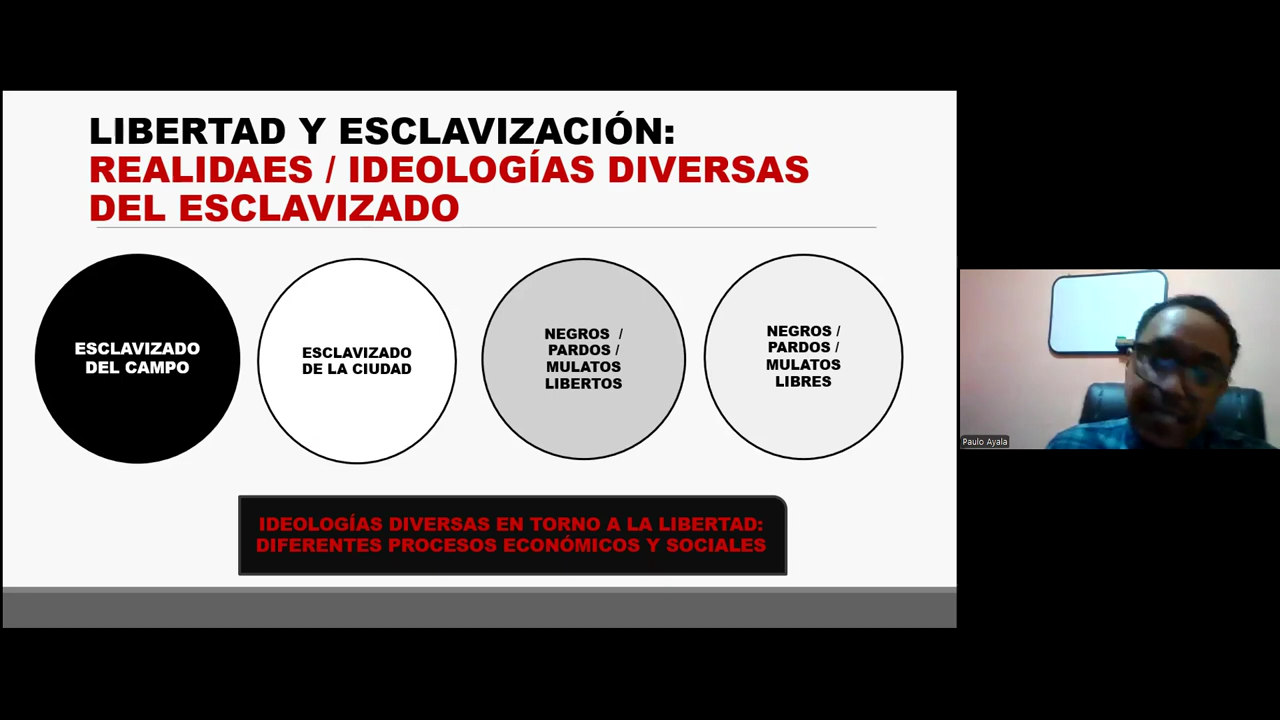 LIBERTAD Y ESCLAVIZACIÓN:
REALIDAES / IDEOLOGÍAS DIVERSAS
DEL ESCLAVIZADO
ESCLAVIZADO
DEL CAMPO
ESCLAVIZADO
DE LA CIUDAD
NEGROS /
PARDOS /
MULATOS
LIBERTOS
NEGROS /
PARDOS /
MULATOS
LIBRES
IDEOLOGÍAS DIVERSAS EN TORNO A LA LIBERTAD:
DIFERENTES PROCESOS ECONÓMICOS Y SOCIALES
Paulo Ayala